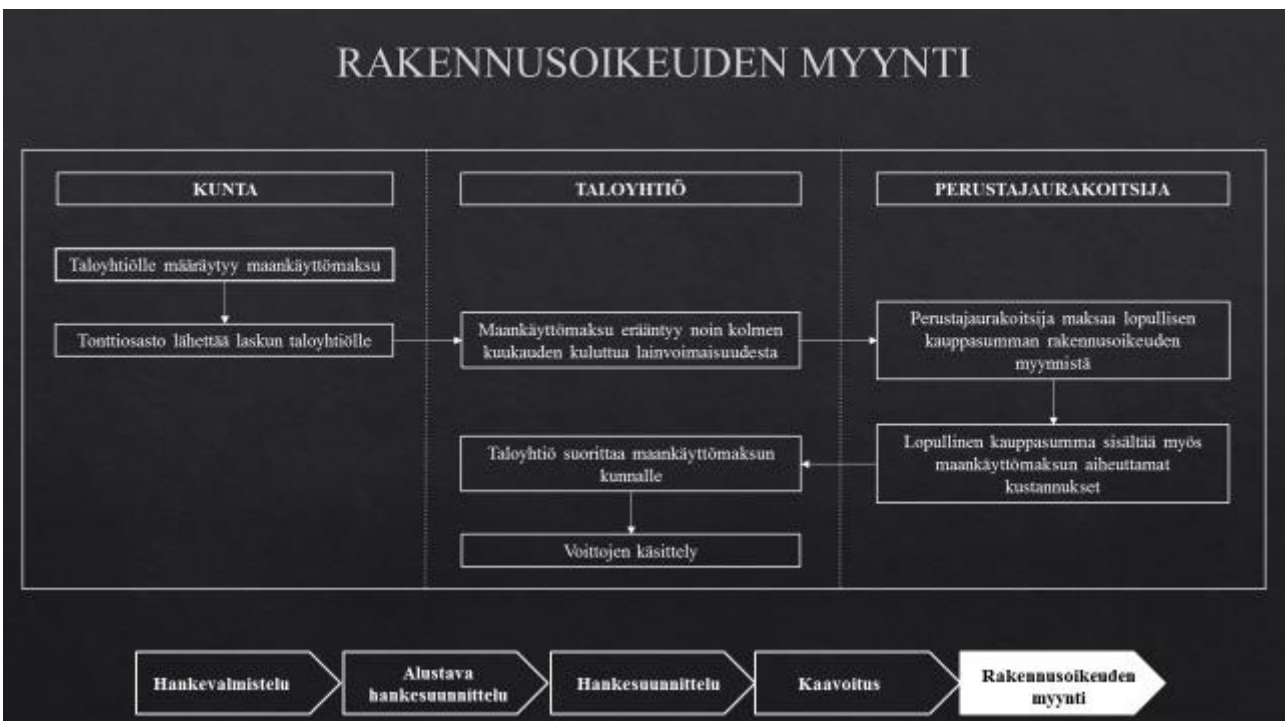 RAKENNUSOIKEUDEN MYYNTI
KUNTA
Taloyhtiölle määräytyy maankäyttömaksu
Tonttiosasto lähettää laskun taloyhtiölle
TALOYHTIÖ
Maankäyttömaksu erääntyy noin kolmen
kuukauden kuluttua lainvoimaisuudesta
Taloyhtiö suorittaa maankäyttömaksun
kunnalle
Voittojen käsittely
PERUSTAJAURAKOITSIJA
Perustajaurakoitsija maksaa lopullisen
kauppasumman rakennusoikeuden
myynnistä
Lopullinen kauppasumma sisältää myös
maankäyttömaksun aiheuttamat
kustannukset
Hankevalmistelu
Alustava
hankesuunnittelu
Hankesuunnittelu
Kaavoitus
Rakennusoikeuden
myynti